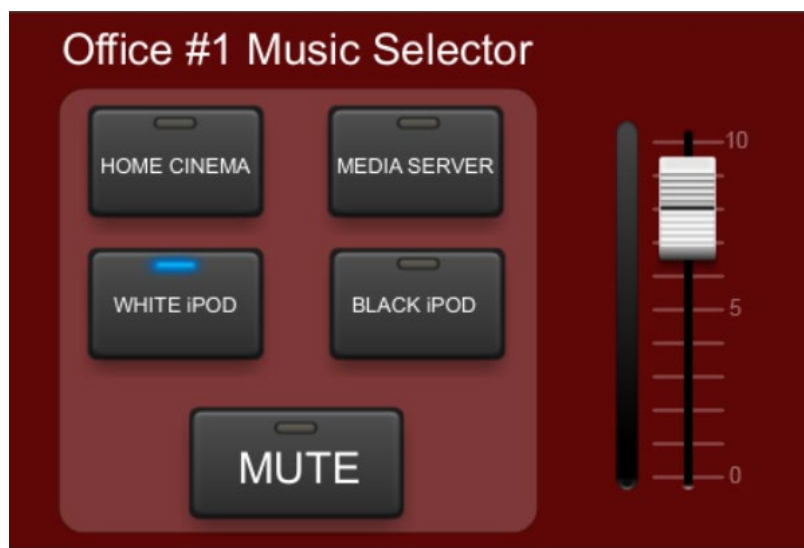 Office #1 Music Selector
HOME CINEMA
MEDIA SERVER
WHITE iPOD
BLACK iPOD
MUTE
10
5
0